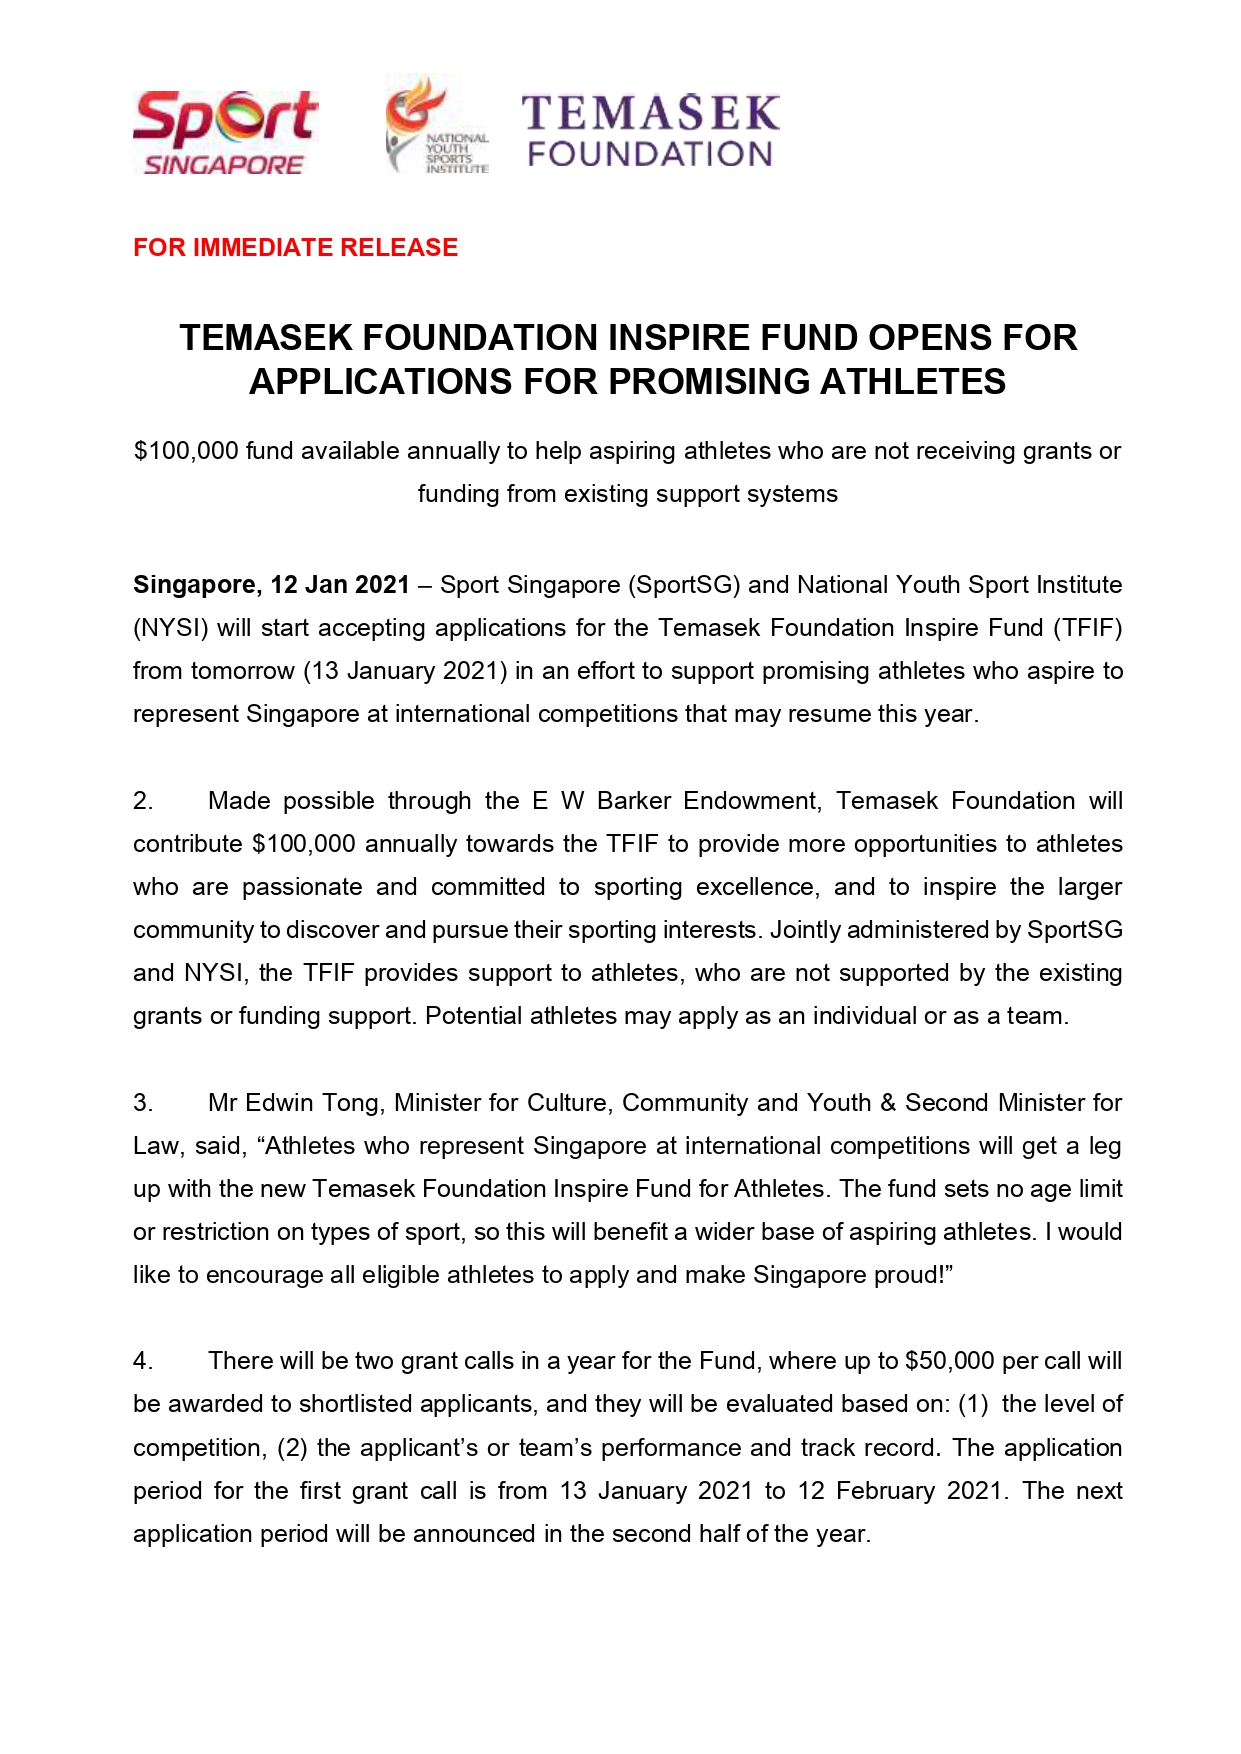 Sport
SINGAPORE
NATIONAL
YOUTH
SPORTS
INSTITUTE
TEMASEK
FOUNDATION
FOR IMMEDIATE RELEASE
TEMASEK FOUNDATION INSPIRE FUND OPENS FOR
APPLICATIONS FOR PROMISING ATHLETES
$100,000 fund available annually to help aspiring athletes who are not receiving grants or
funding from existing support systems
Singapore, 12 Jan 2021 – Sport Singapore (SportSG) and National Youth Sport Institute
(NYSI) will start accepting applications for the Temasek Foundation Inspire Fund (TFIF)
from tomorrow (13 January 2021) in an effort to support promising athletes who aspire to
represent Singapore at international competitions that may resume this year.
2. Made possible through the E W Barker Endowment, Temasek Foundation will
contribute $100,000 annually towards the TFIF to provide more opportunities to athletes
who are passionate and committed to sporting excellence, and to inspire the larger
community to discover and pursue their sporting interests. Jointly administered by SportSG
and NYSI, the TFIF provides support to athletes, who are not supported by the existing
grants or funding support. Potential athletes may apply as an individual or as a team.
3. Mr Edwin Tong, Minister for Culture, Community and Youth & Second Minister for
Law, said, “Athletes who represent Singapore at international competitions will get a leg
up with the new Temasek Foundation Inspire Fund for Athletes. The fund sets no age limit
or restriction on types of sport, so this will benefit a wider base of aspiring athletes. I would
like to encourage all eligible athletes to apply and make Singapore proud!”
4. There will be two grant calls in a year for the Fund, where up to $50,000 per call will
be awarded to shortlisted applicants, and they will be evaluated based on: (1) the level of
competition, (2) the applicant’s or team’s performance and track record. The application
period for the first grant call is from 13 January 2021 to 12 February 2021. The next
application period will be announced in the second half of the year.